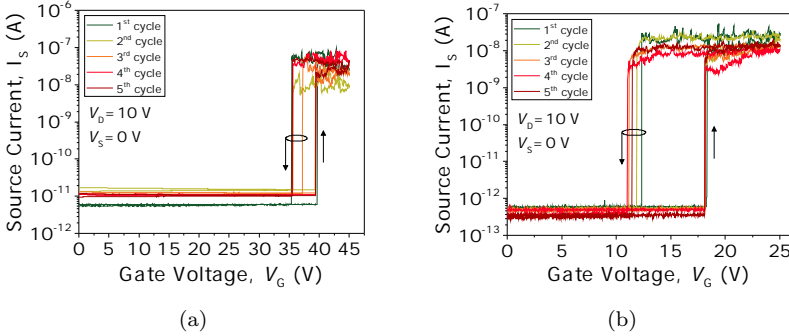 (a)
10⁻⁵
10⁻⁶
10⁻⁷
10⁻⁸
10⁻⁹
10⁻¹⁰
10⁻¹¹
10⁻¹²
Source Current, I_S (A)
1ˢᵗ cycle
2ⁿᵈ cycle
3ʳᵈ cycle
4ᵗʰ cycle
5ᵗʰ cycle
V_D = 10 V
V_S = 0 V
0 5 10 15 20 25 30 35 40 45
Gate Voltage, V_G (V)
(a)
(b)
10⁻⁷
10⁻⁸
10⁻⁹
10⁻¹⁰
10⁻¹¹
10⁻¹²
10⁻¹³
Source Current, I_S (A)
1ˢᵗ cycle
2ⁿᵈ cycle
3ʳᵈ cycle
4ᵗʰ cycle
5ᵗʰ cycle
V_D = 10 V
V_S = 0 V
0 5 10 15 20 25
Gate Voltage, V_G (V)
(b)